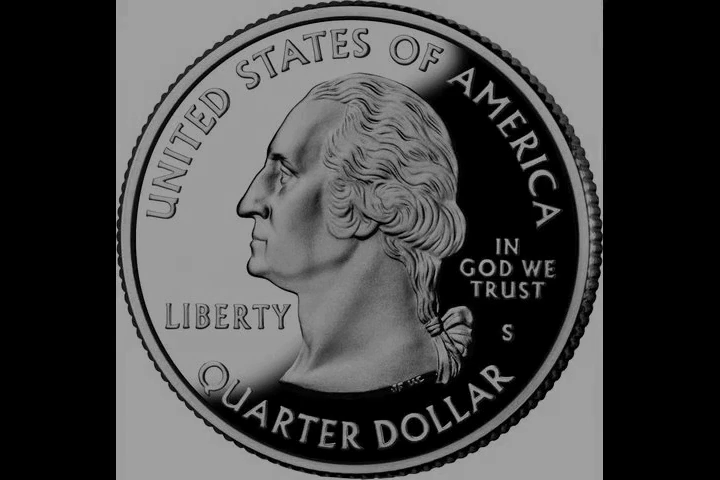 UNITED STATES OF AMERICA
LIBERTY
IN
GOD WE
TRUST
S
QUARTER DOLLAR